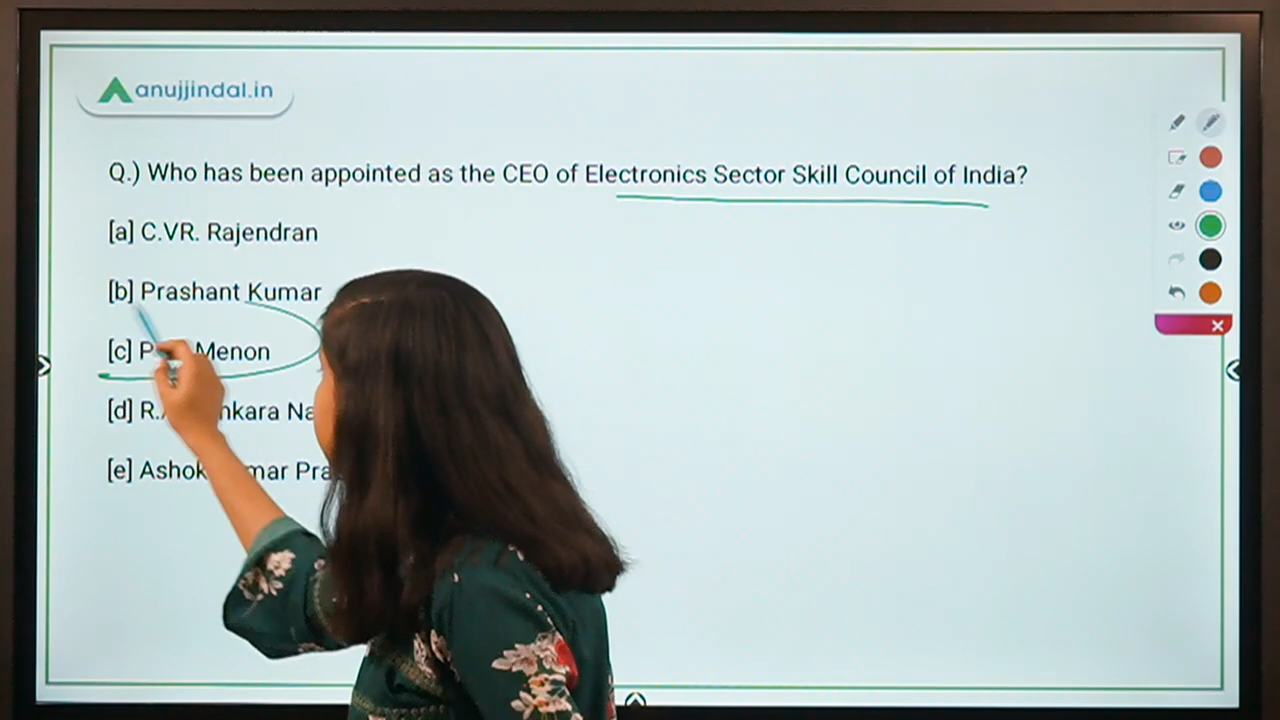 anujjindal.in
Q.) Who has been appointed as the CEO of Electronics Sector Skill Council of India?
[a] C.VR. Rajendran
[b] Prashant Kumar
[c] Menon
[d]
[e]